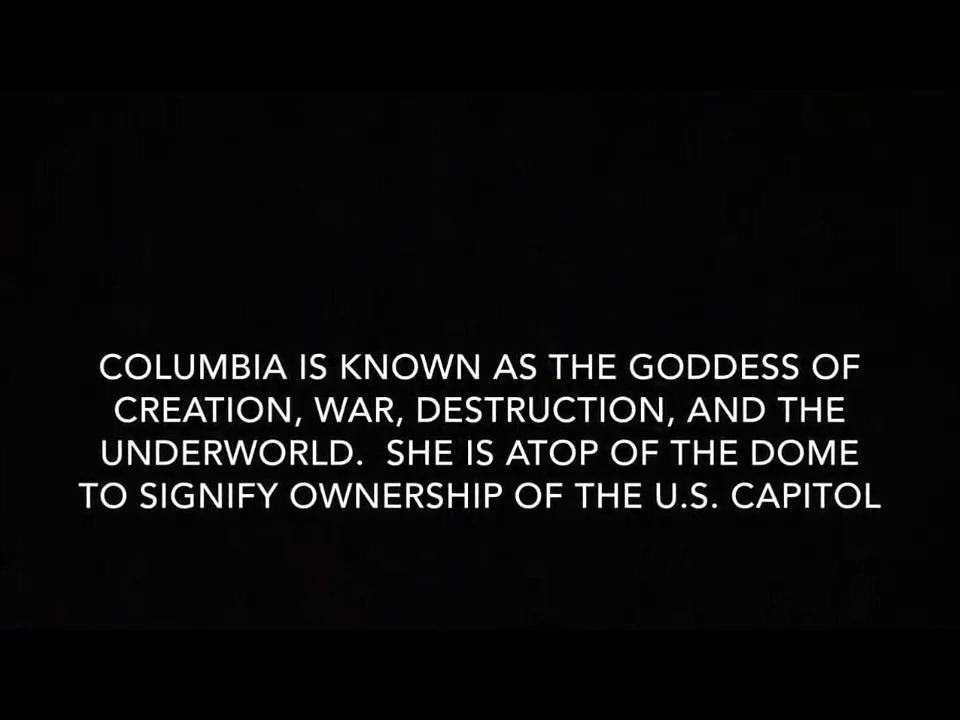 COLUMBIA IS KNOWN AS THE GODDESS OF
CREATION, WAR, DESTRUCTION, AND THE
UNDERWORLD. SHE IS ATOP OF THE DOME
TO SIGNIFY OWNERSHIP OF THE U.S. CAPITOL